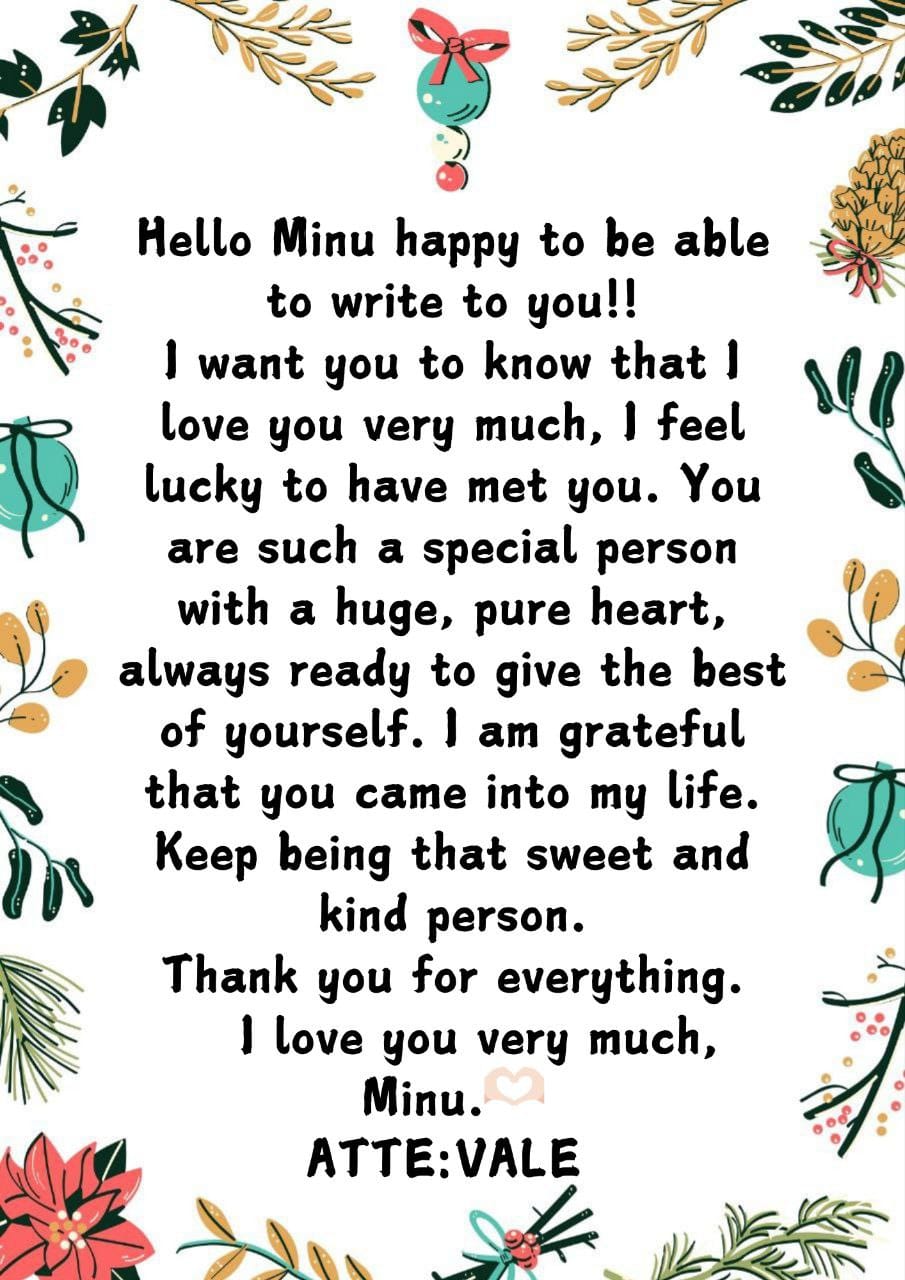 Hello Minu happy to be able
to write to you!!
I want you to know that I
love you very much, I feel
lucky to have met you. You
are such a special person
with a huge, pure heart,
always ready to give the best
of yourself. I am grateful
that you came into my life.
Keep being that sweet and
kind person.
Thank you for everything.
I love you very much,
Minu.🫶🏻
ATTE:VALE